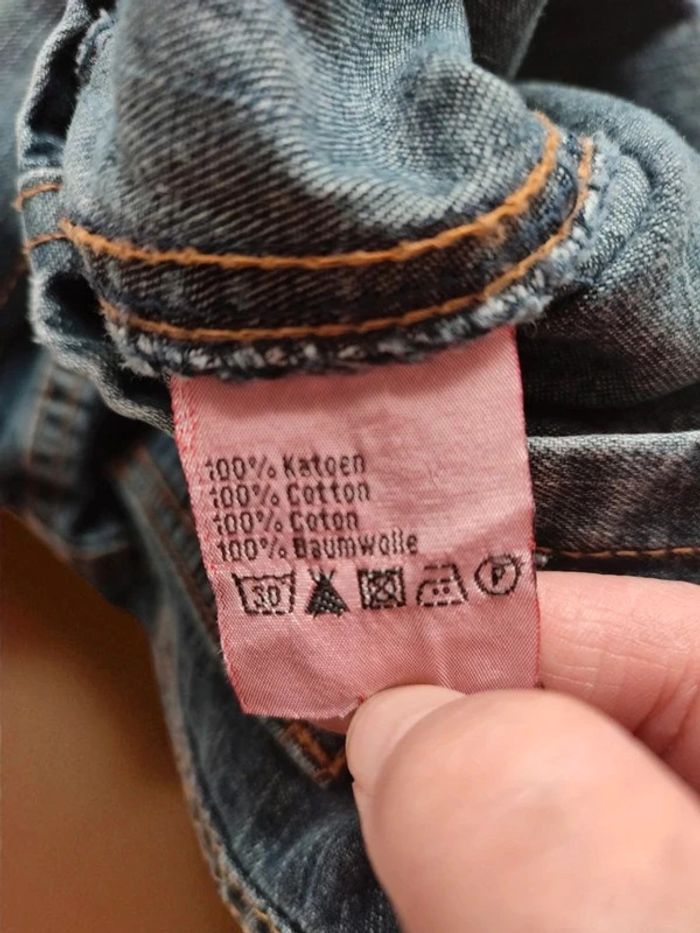 100% Katoen
100% Cotton
100% Coton
100% Baumwolle
30 P